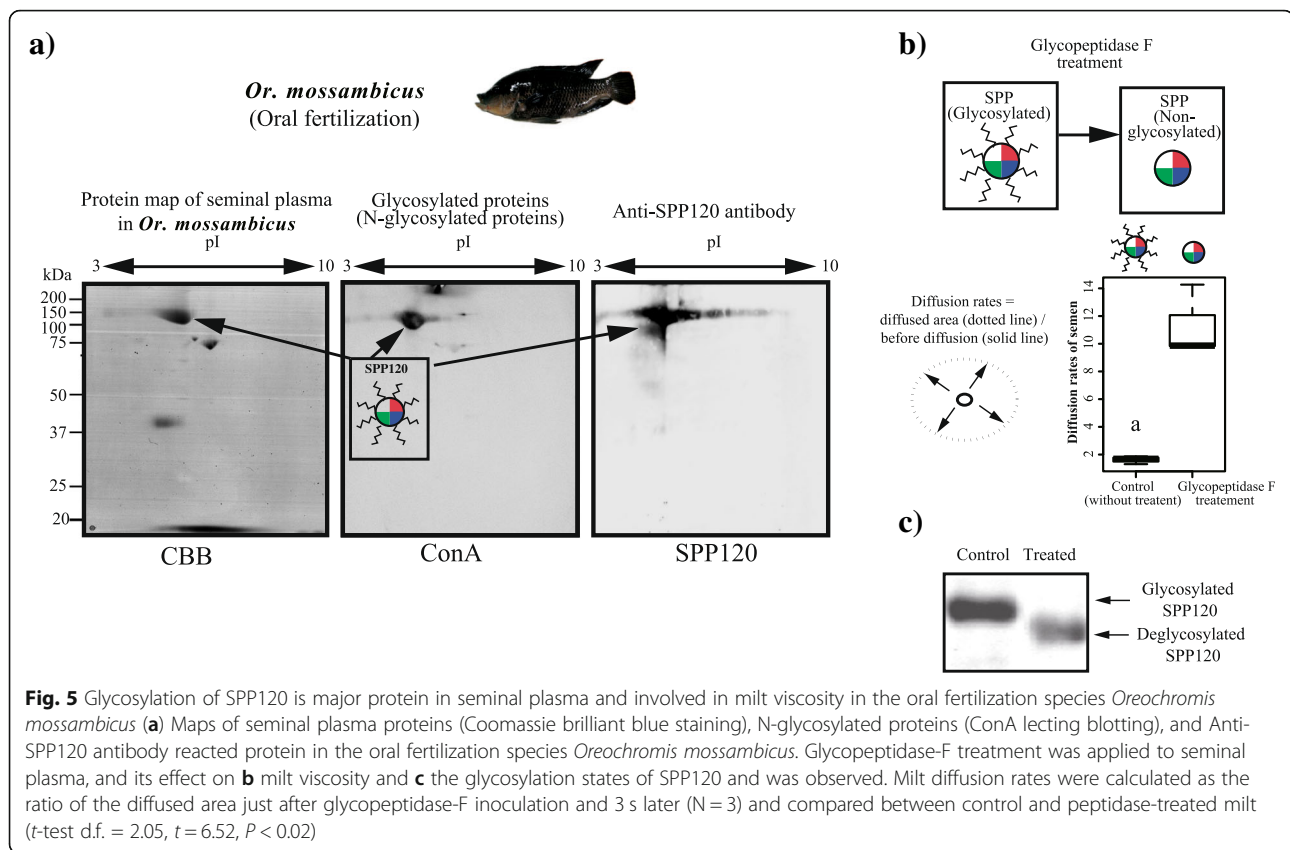 a)
Or. mossambicus
(Oral fertilization)
Protein map of seminal plasma
in Or. mossambicus
pI
3
10
Glycosylated proteins
(N-glycosylated proteins)
pI
3
10
Anti-SPP120 antibody
pI
3
10
kDa
200
150
100
75
50
37
25
20
SPP120
CBB
ConA
SPP120
b)
Glycopeptidase F
treatment
SPP
(Glycosylated)
SPP
(Non-
glycosylated)
Diffusion rates =
diffused area (dotted line) /
before diffusion (solid line)
Diffusion rates of semen
14
12
10
8
6
4
2
a
Control
(without treatent)
Glycopeptidase F
treatement
c)
Control Treated
Glycosylated
SPP120
Deglycosylated
SPP120
Fig. 5 Glycosylation of SPP120 is major protein in seminal plasma and involved in milt viscosity in the oral fertilization species Oreochromis
mossambicus (a) Maps of seminal plasma proteins (Coomassie brilliant blue staining), N-glycosylated proteins (ConA lecting blotting), and Anti-
SPP120 antibody reacted protein in the oral fertilization species Oreochromis mossambicus. Glycopeptidase-F treatment was applied to seminal
plasma, and its effect on b milt viscosity and c the glycosylation states of SPP120 and was observed. Milt diffusion rates were calculated as the
ratio of the diffused area just after glycopeptidase-F inoculation and 3 s later (N = 3) and compared between control and peptidase-treated milt
(t-test d.f. = 2.05, t = 6.52, P < 0.02)